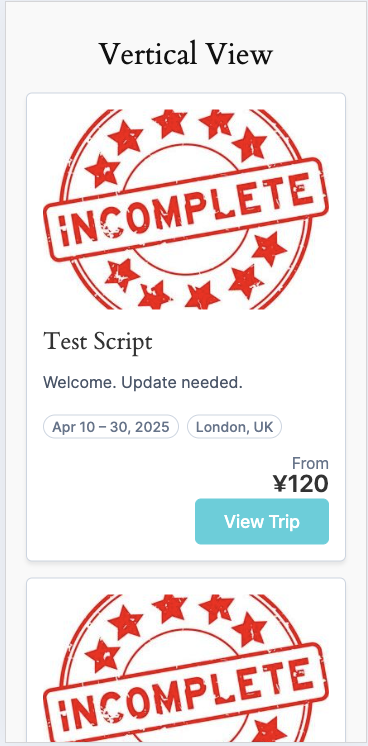 Vertical View
INCOMPLETE
Test Script
Welcome. Update needed.
Apr 10 – 30, 2025
London, UK
From
¥120
View Trip
INCOMPLETE